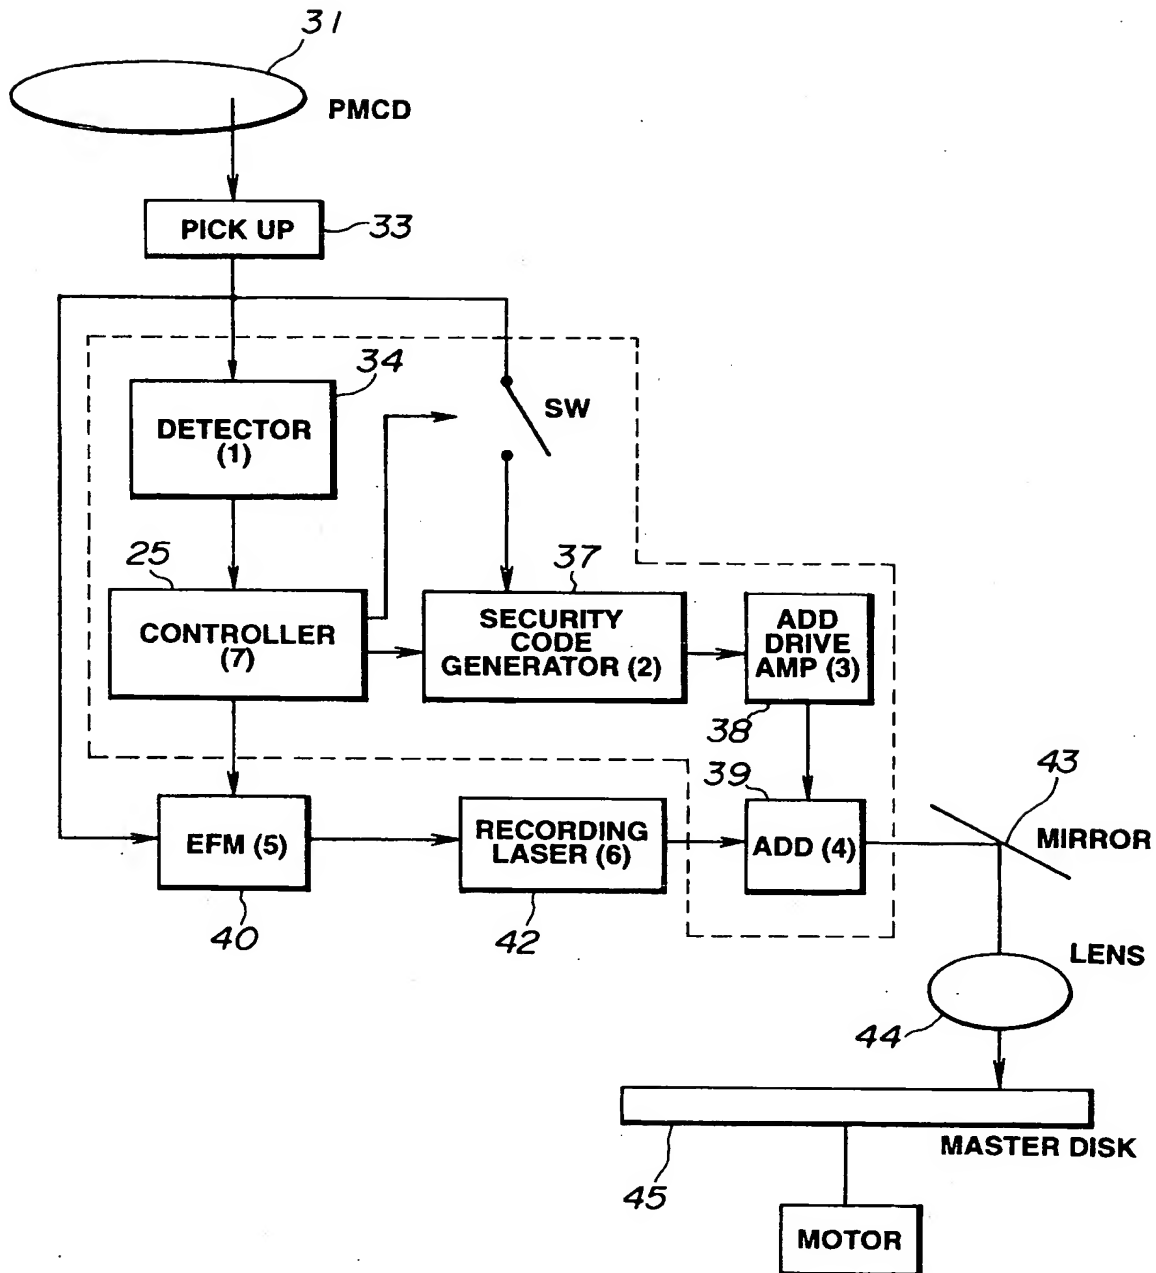 31
PMCD
PICK UP
33
34
DETECTOR
(1)
SW
25
CONTROLLER
(7)
37
SECURITY
CODE
GENERATOR (2)
ADD
DRIVE
AMP (3)
38
39
43
MIRROR
EFM (5)
40
RECORDING
LASER (6)
42
ADD (4)
LENS
44
MASTER DISK
45
MOTOR